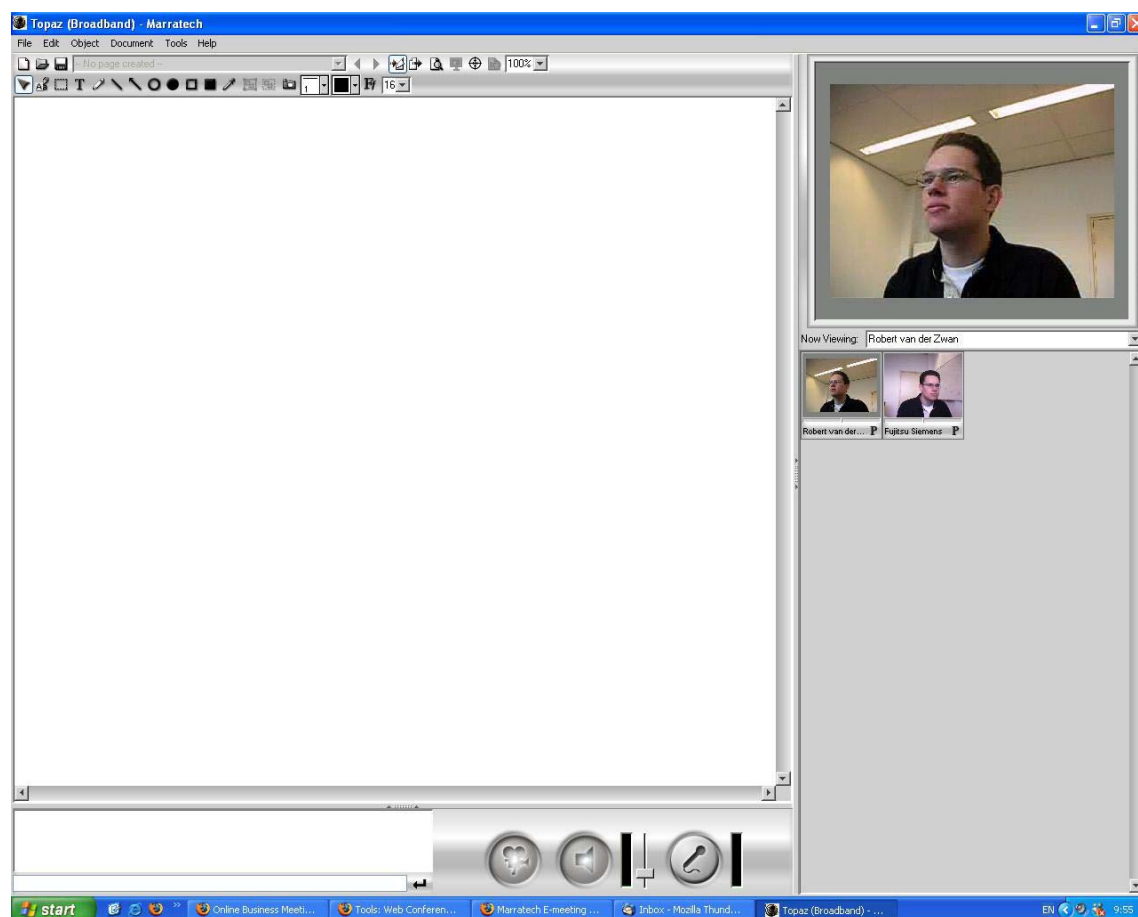 Topaz (Broadband) - Marratech
File Edit Object Document Tools Help
-- No page created --
100%
T 1 16
Now Viewing: Robert van der Zwan
Robert van der... P Fujitsu Siemens P
start Online Business Meeti... Tools: Web Conferen... Marratech E-meeting ... Inbox - Mozilla Thund... Topaz (Broadband) - ... EN 9:55